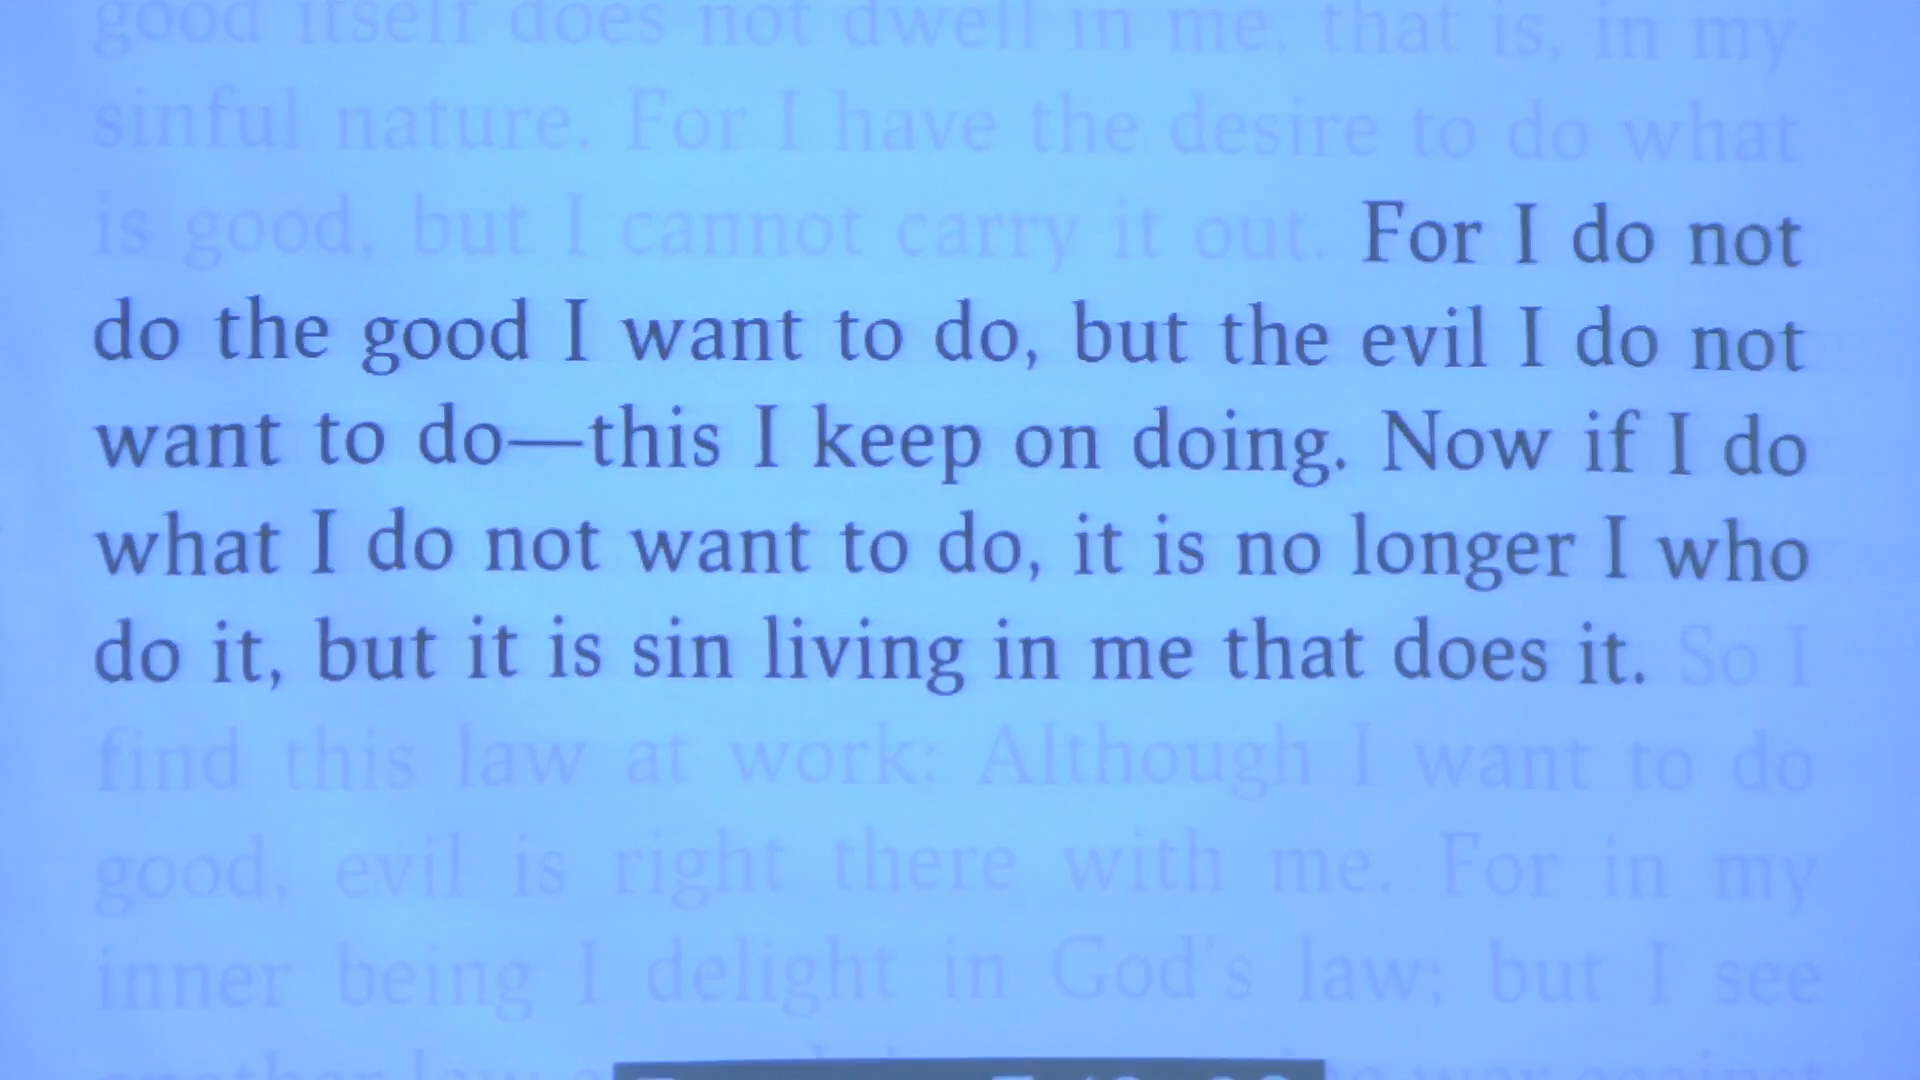 good itself does not dwell in me, that is, in my
sinful nature. For I have the desire to do what
is good, but I cannot carry it out. For I do not
do the good I want to do, but the evil I do not
want to do—this I keep on doing. Now if I do
what I do not want to do, it is no longer I who
do it, but it is sin living in me that does it. So I
find this law at work: Although I want to do
good, evil is right there with me. For in my
inner being I delight in God's law; but I see
another law war against